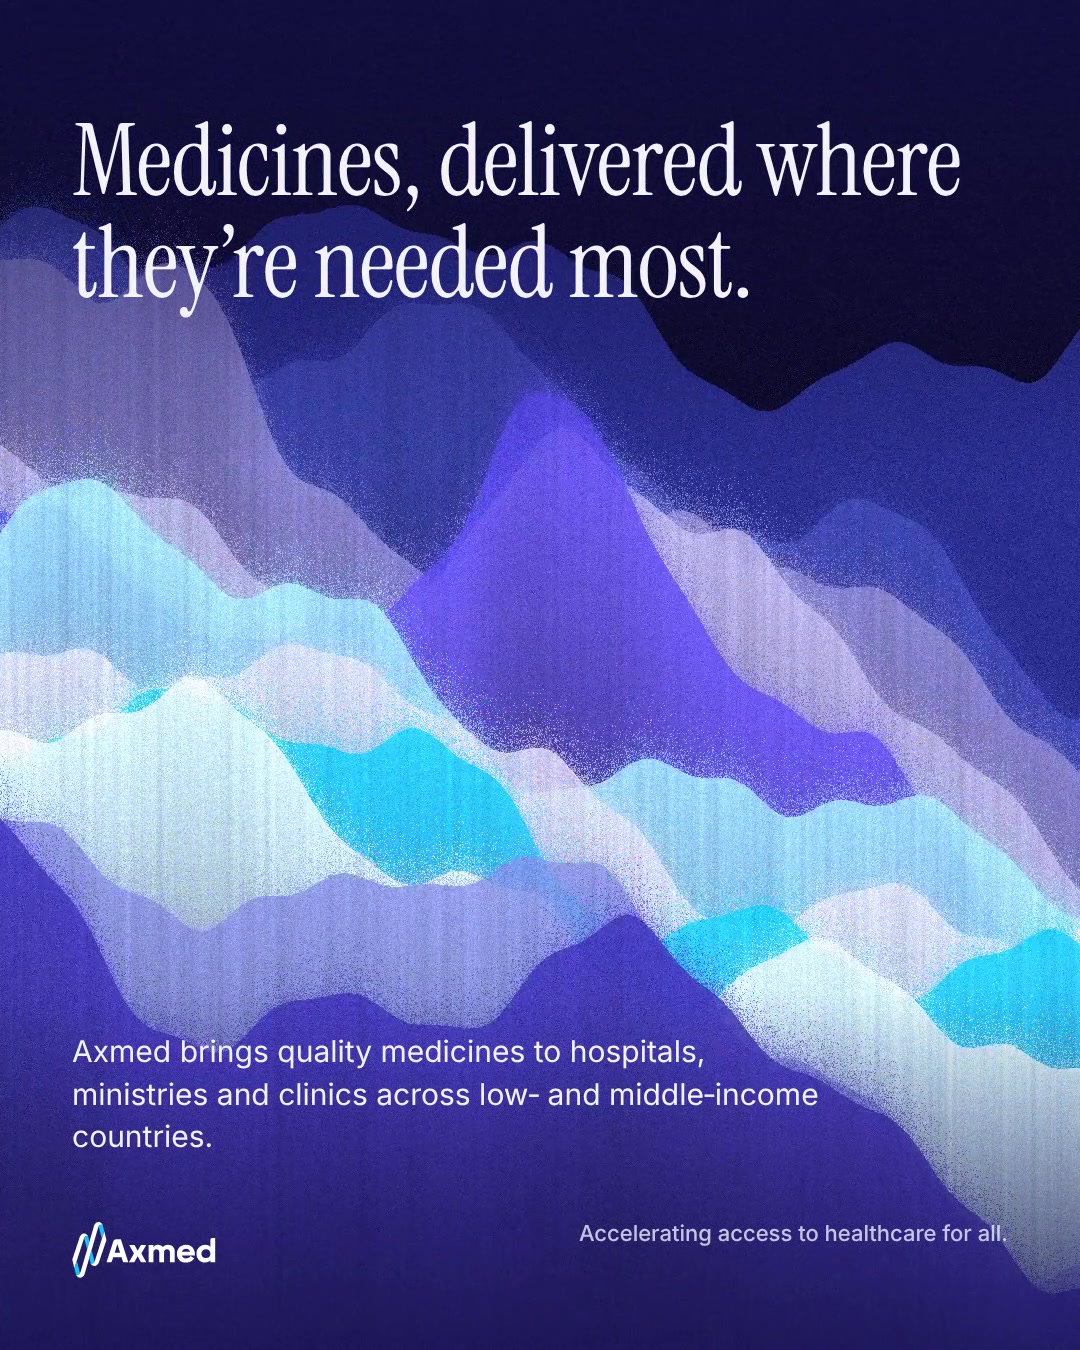 Medicines, delivered where
they’re needed most.
Axmed brings quality medicines to hospitals,
ministries and clinics across low- and middle-income
countries.
Axmed
Accelerating access to healthcare for all.